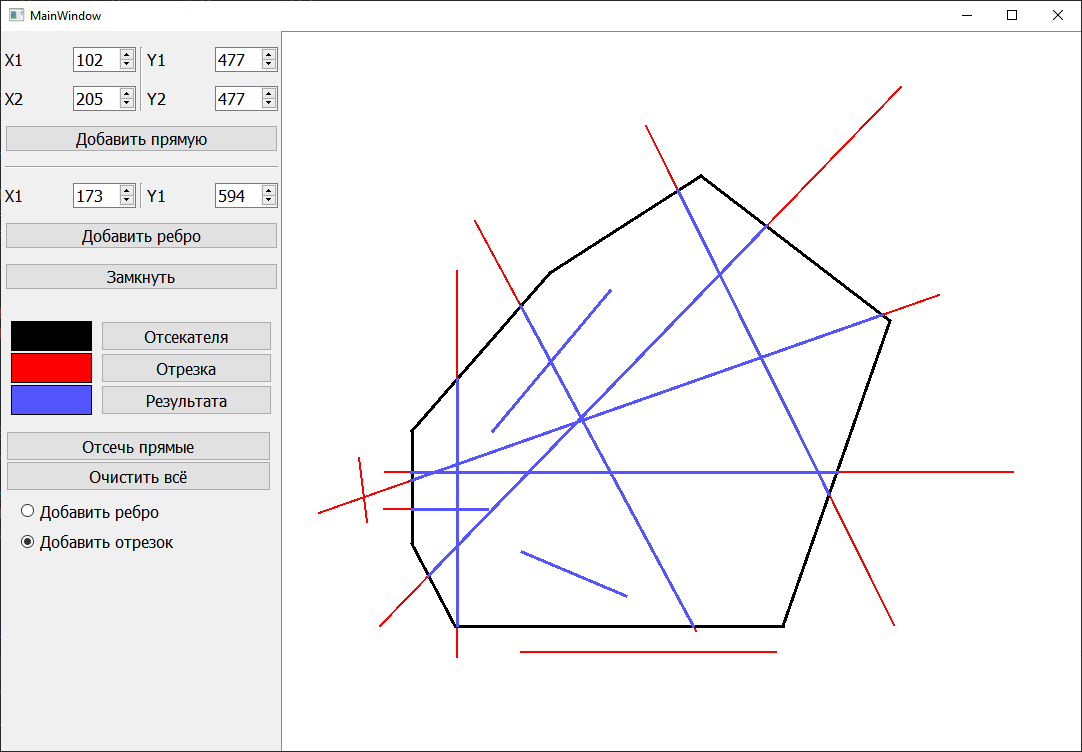 MainWindow
X1 102 Y1 477
X2 205 Y2 477
Добавить прямую
X1 173 Y1 594
Добавить ребро
Замкнуть
Отсекателя
Отрезка
Результата
Отсечь прямые
Очистить всё
Добавить ребро
Добавить отрезок